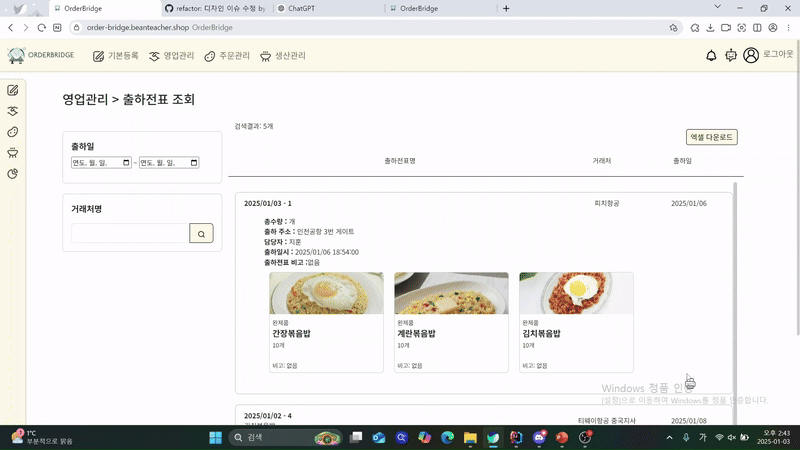 OrderBridge
refactor: 디자인 이슈 수정 by
ChatGPT
OrderBridge
order-bridge.beanteacher.shop OrderBridge
ORDERBRIDGE
기본등록
영업관리
주문관리
생산관리
로그아웃
영업관리 > 출하전표 조회
검색결과: 5개
엑셀 다운로드
출하일
연도. 월. 일. ~ 연도. 월. 일.
거래처명
출하전표명 거래처 출하일
2025/01/03 - 1 피치항공 2025/01/06
총수량 : 개
출하 주소 : 인천공항 3번 게이트
담당자 : 지훈
출하일시 : 2025/01/06 18:54:00
출하전표 비고 :없음
완제품
간장볶음밥
10개
비고: 없음
완제품
계란볶음밥
10개
비고: 없음
완제품
김치볶음밥
10개
비고: 없음
2025/01/02 - 4 티웨이항공 중국지사 2025/01/08
Windows 정품 인증
[설정]으로 이동하여 Windows를 정품 인증합니다.
1°C
부분적으로 맑음
검색
가
오후 2:43
2025-01-03